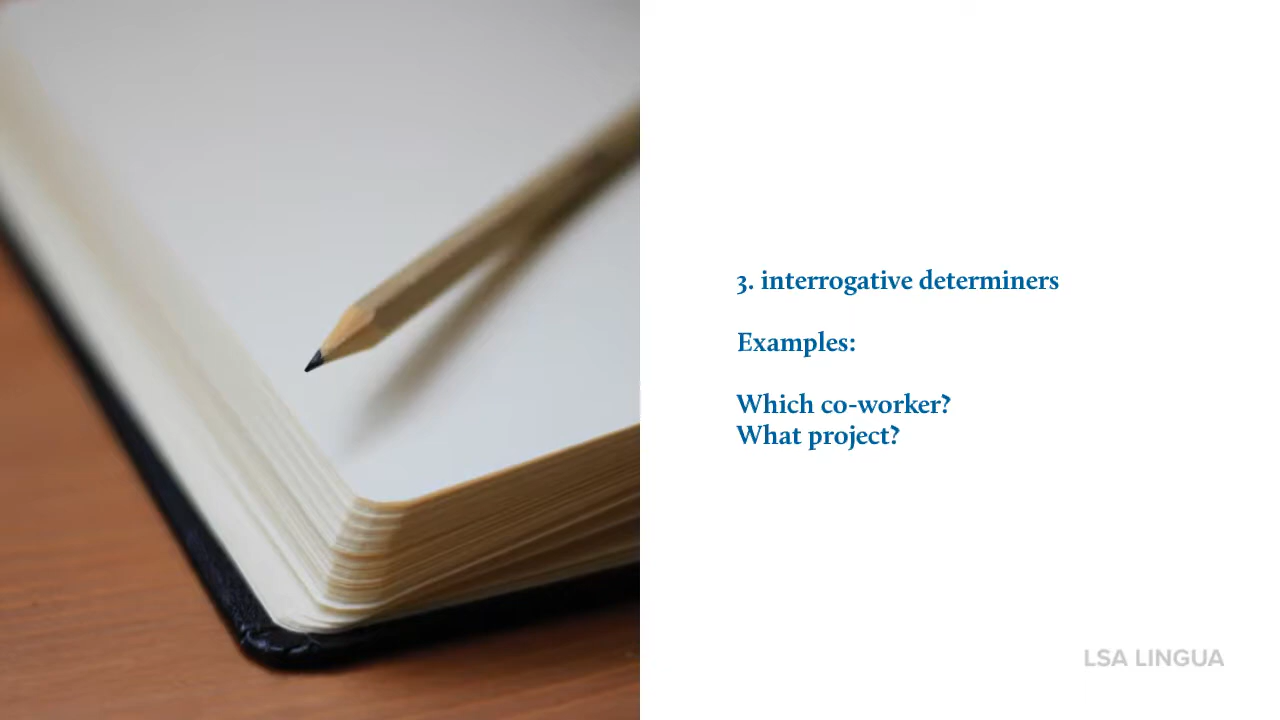 3. interrogative determiners
Examples:
Which co-worker?
What project?
LSA LINGUA